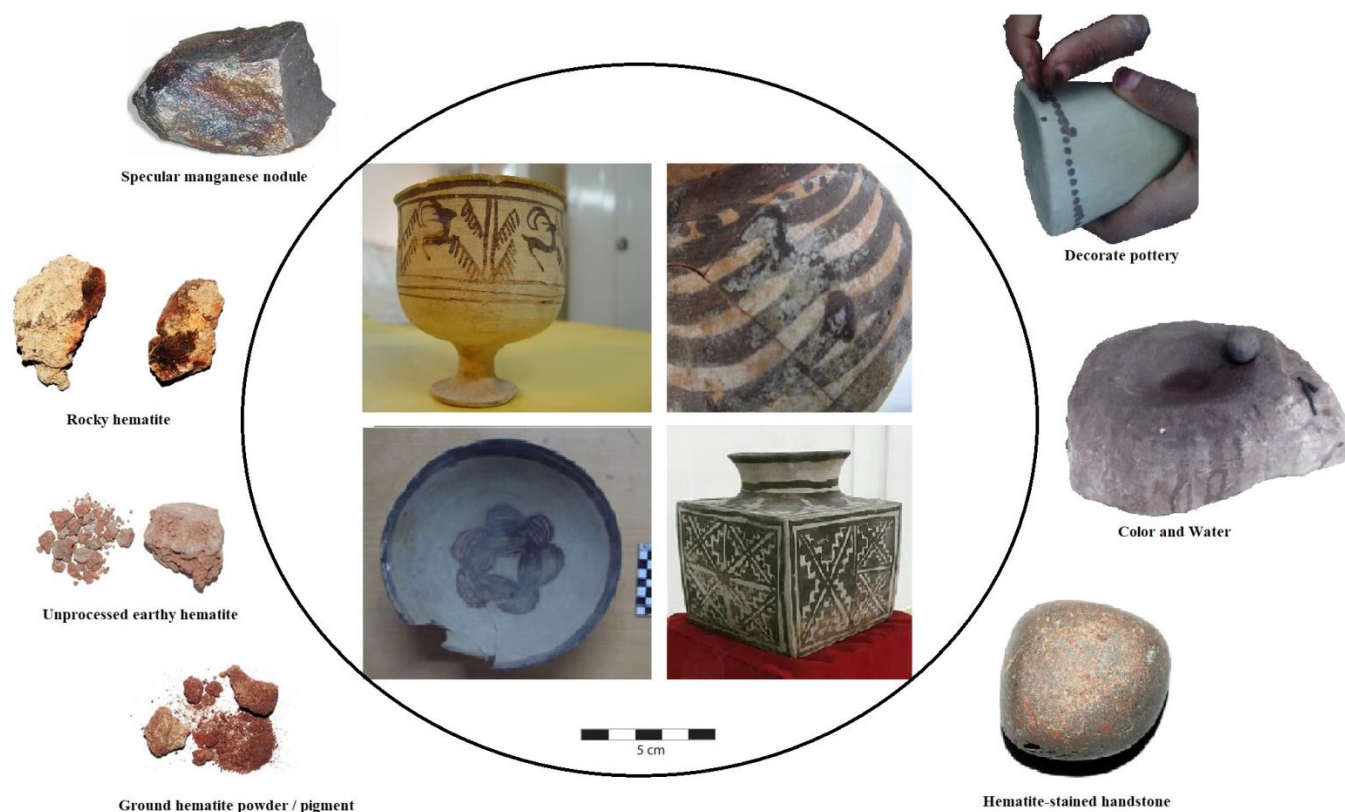 Specular manganese nodule
Decorate pottery
Rocky hematite
Color and Water
Unprocessed earthy hematite
5 cm
Ground hematite powder / pigment
Hematite-stained handstone